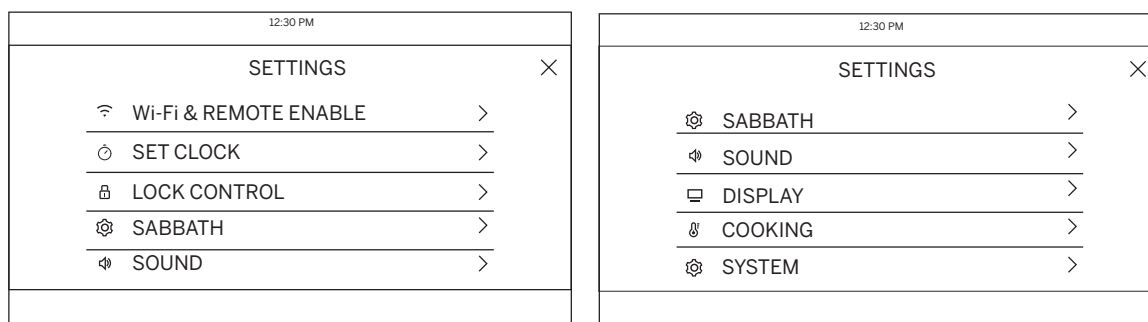 12:30 PM
SETTINGS
Wi-Fi & REMOTE ENABLE
SET CLOCK
LOCK CONTROL
SABBATH
SOUND
12:30 PM
SETTINGS
SABBATH
SOUND
DISPLAY
COOKING
SYSTEM